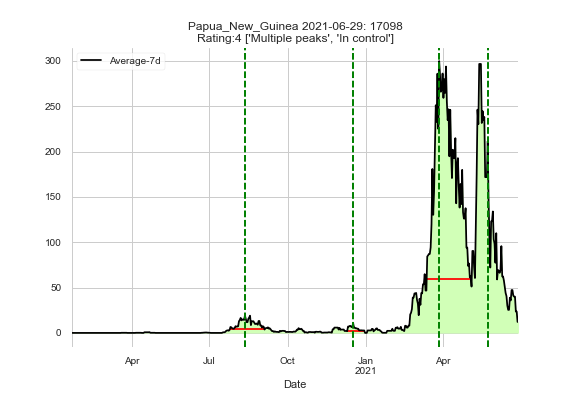 Papua_New_Guinea 2021-06-29: 17098
Rating:4 ['Multiple peaks', 'In control']
Average-7d
300
250
200
150
100
50
0
Apr
Jul
Oct
Jan
2021
Apr
Date